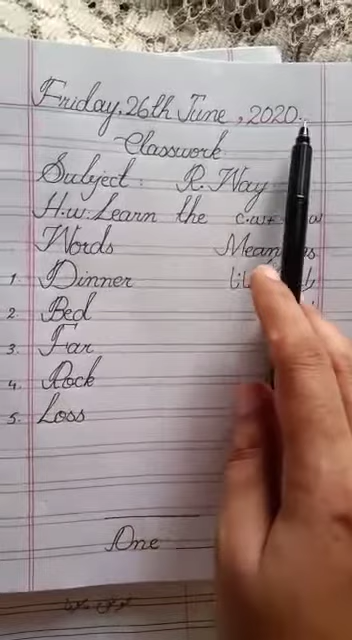 Friday, 26th June, 2020.
Classwork
Subject: R. Way
H.w: Learn the c.w
Words
1. Dinner
2. Bed
3. Far
4. Rock
5. Loss
One